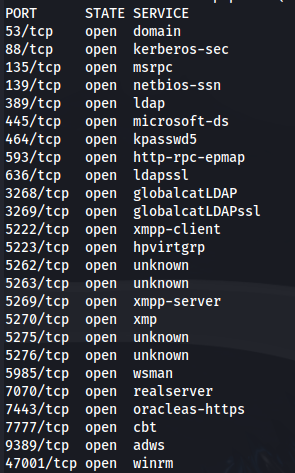 PORT STATE SERVICE
53/tcp open domain
88/tcp open kerberos-sec
135/tcp open msrpc
139/tcp open netbios-ssn
389/tcp open ldap
445/tcp open microsoft-ds
464/tcp open kpasswd5
593/tcp open http-rpc-epmap
636/tcp open ldapssl
3268/tcp open globalcatLDAP
3269/tcp open globalcatLDAPssl
5222/tcp open xmpp-client
5223/tcp open hpvirtgrp
5262/tcp open unknown
5263/tcp open unknown
5269/tcp open xmpp-server
5270/tcp open xmp
5275/tcp open unknown
5276/tcp open unknown
5985/tcp open wsman
7070/tcp open realserver
7443/tcp open oracleas-https
7777/tcp open cbt
9389/tcp open adws
47001/tcp open winrm